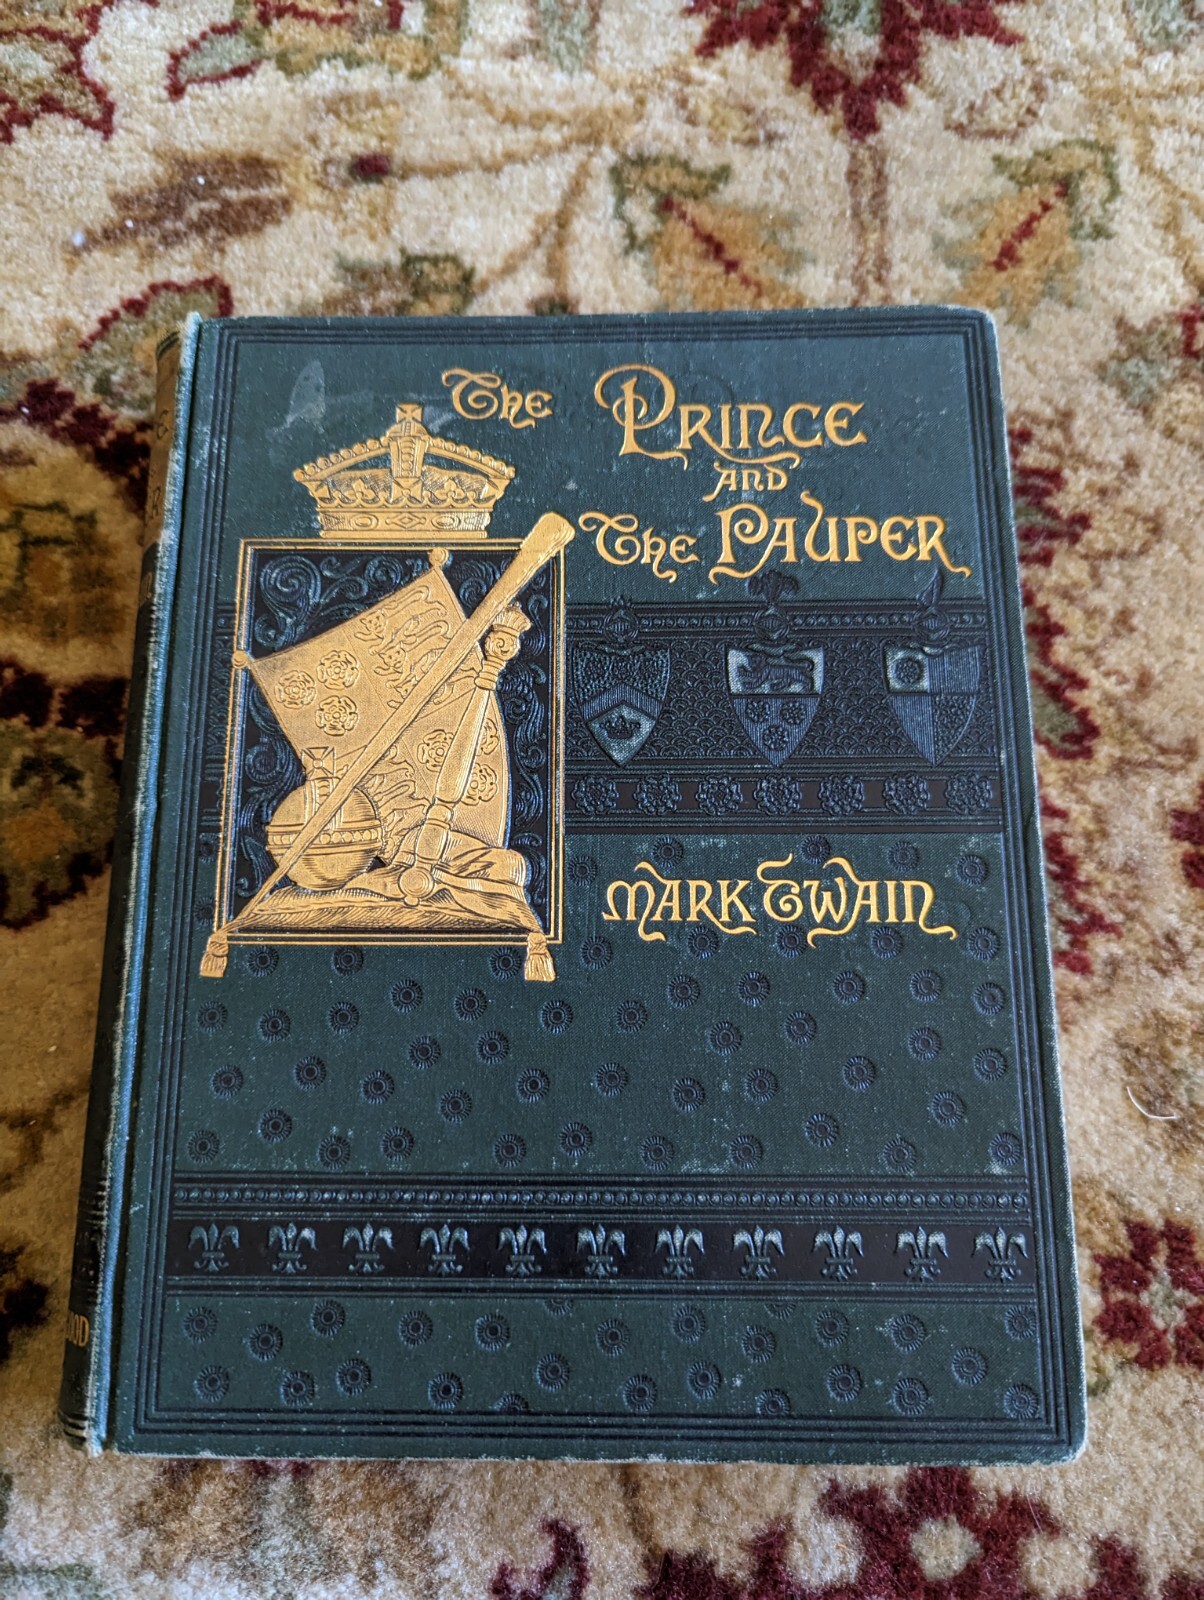 The Prince
and
The Pauper
Mark Twain